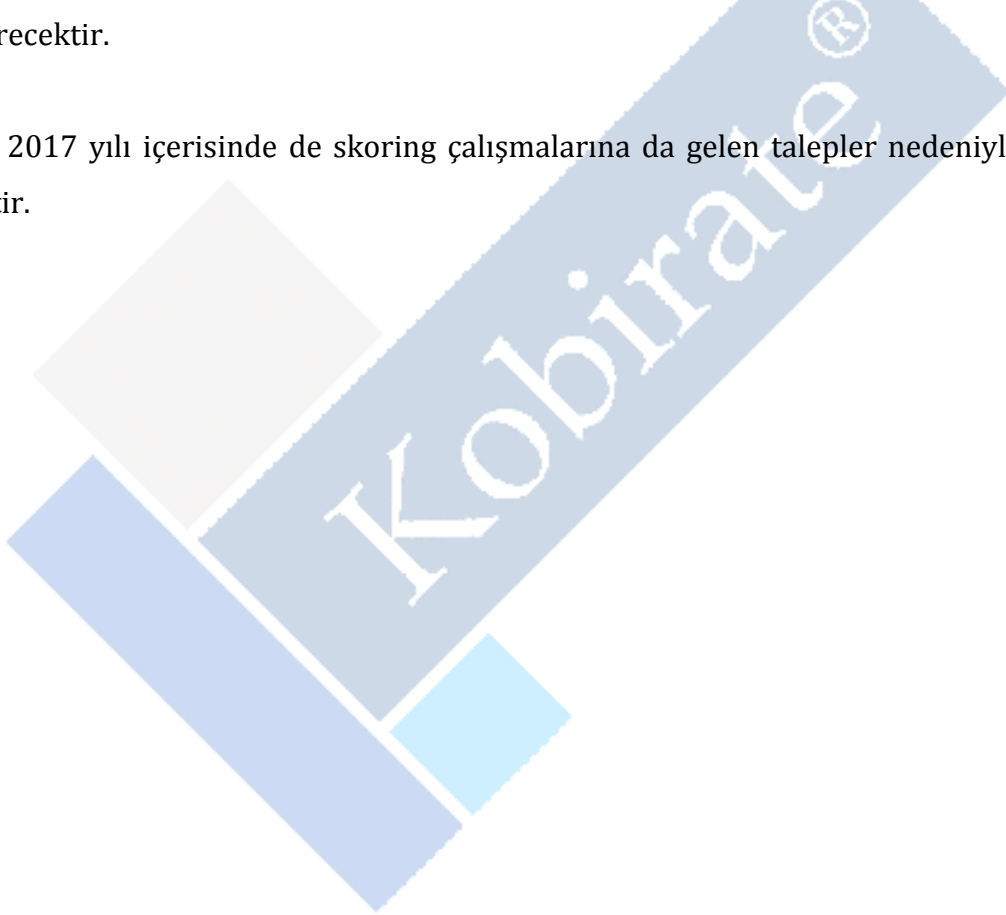 recektir.
2017 yılı içerisinde de skoring çalışmalarına da gelen talepler nedeniyl
tir.
Kobirate®